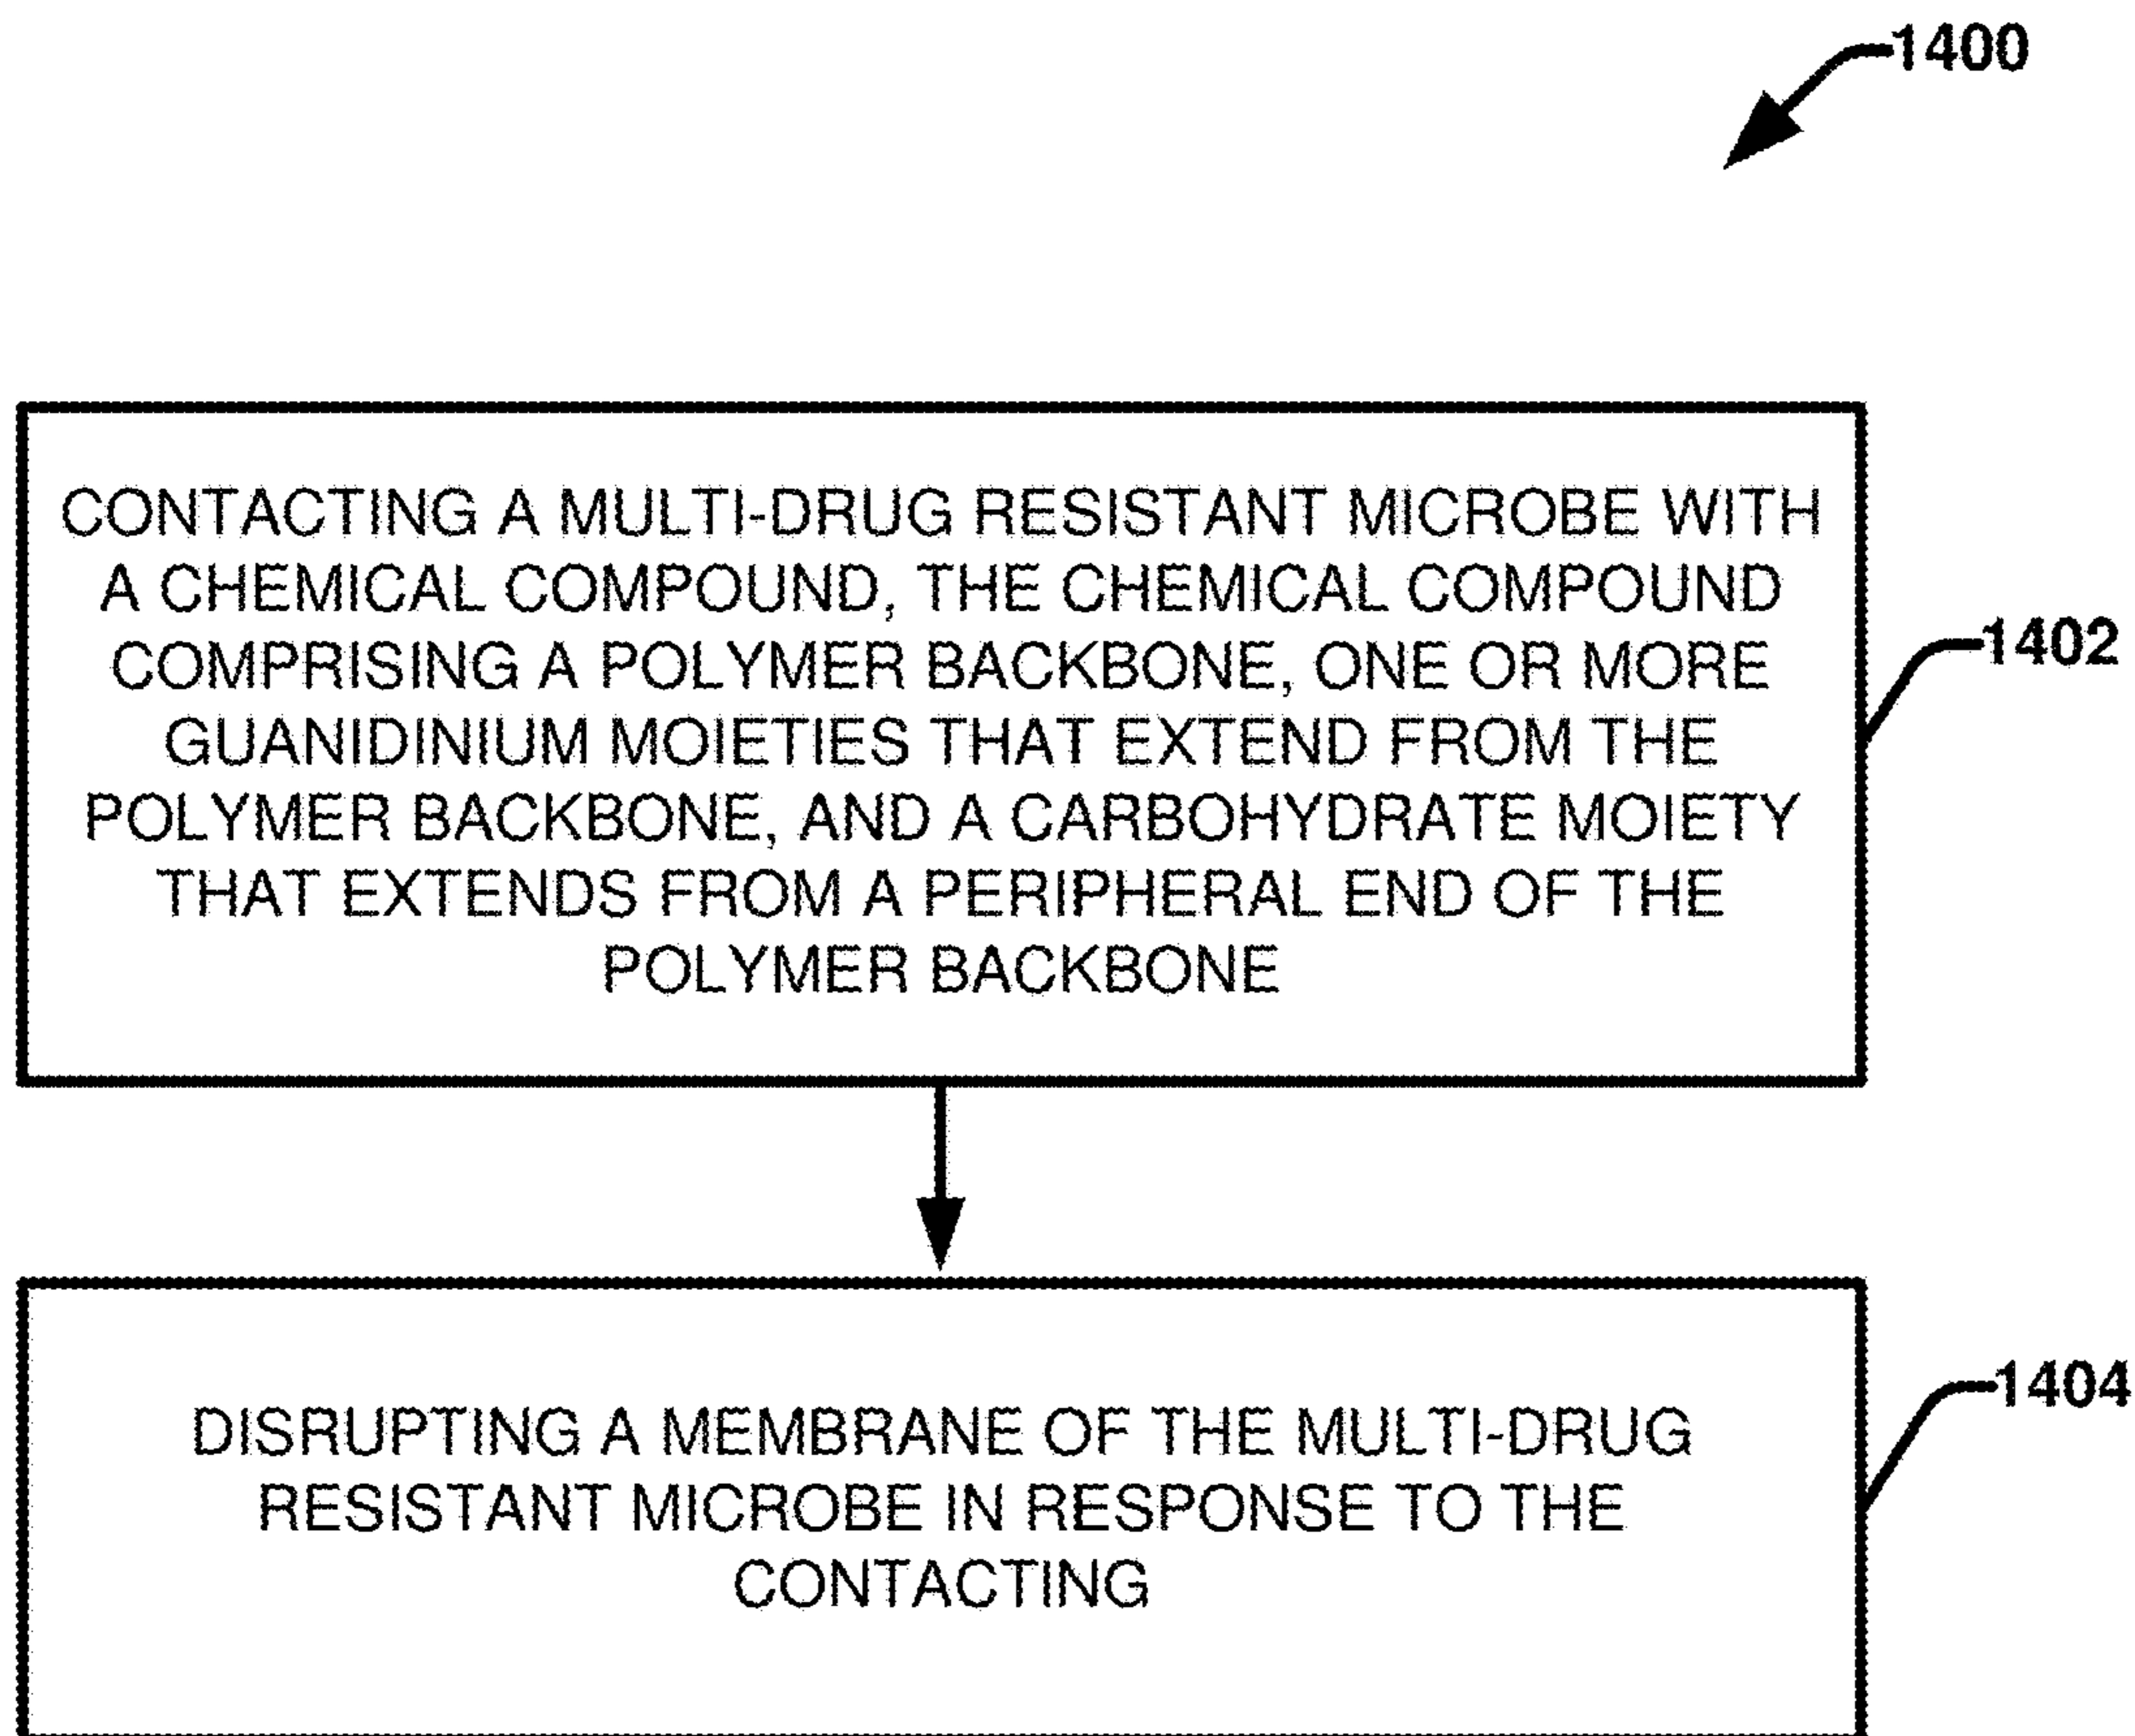 1400
CONTACTING A MULTI-DRUG RESISTANT MICROBE WITH
A CHEMICAL COMPOUND, THE CHEMICAL COMPOUND
COMPRISING A POLYMER BACKBONE, ONE OR MORE
GUANIDINIUM MOIETIES THAT EXTEND FROM THE
POLYMER BACKBONE, AND A CARBOHYDRATE MOIETY
THAT EXTENDS FROM A PERIPHERAL END OF THE
POLYMER BACKBONE
1402
DISRUPTING A MEMBRANE OF THE MULTI-DRUG
RESISTANT MICROBE IN RESPONSE TO THE
CONTACTING
1404